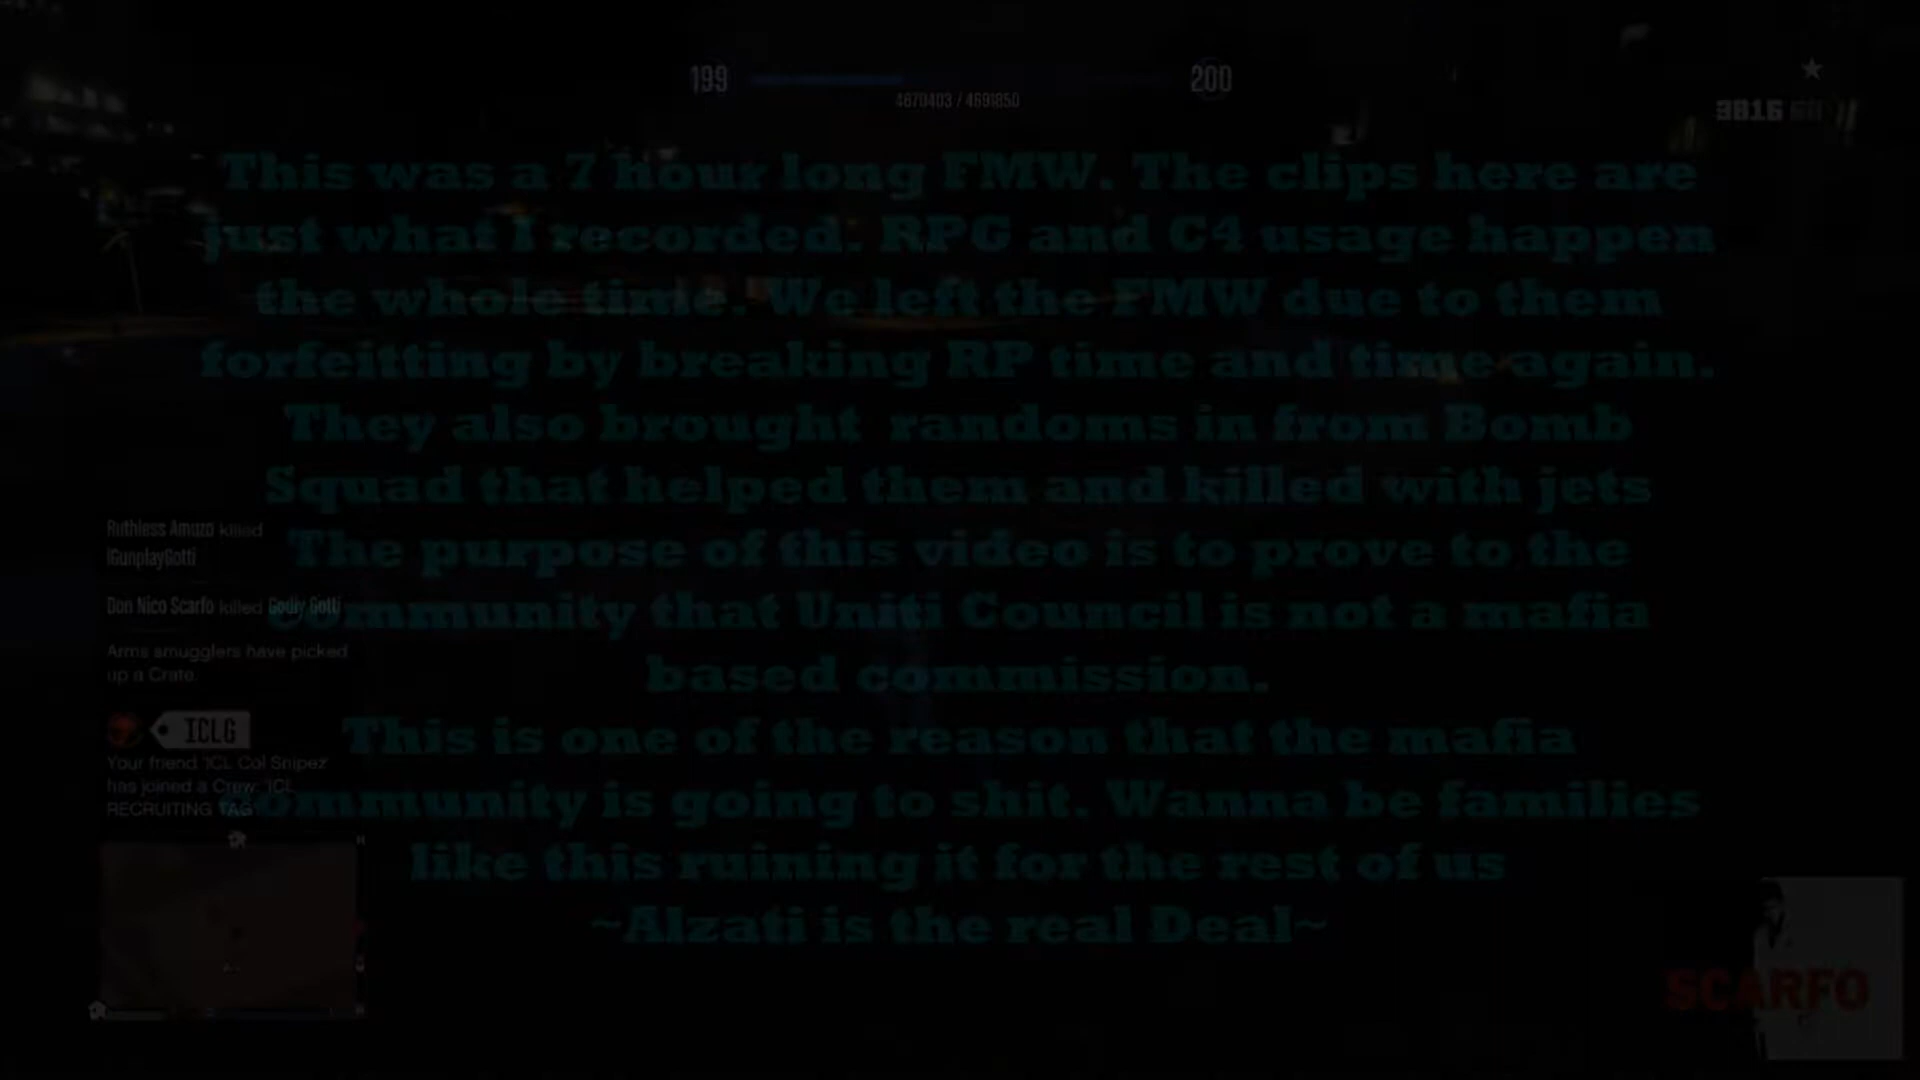 199
200
4670403 / 4691850
3816
This was a 7 hour long FMW. The clips here are
just what I recorded. RPG and C4 usage happen
the whole time. We left the FMW due to them
forfeitting by breaking RP time and time again.
They also brought randoms in from Bomb
Squad that helped them and killed with jets
The purpose of this video is to prove to the
community that Uniti Council is not a mafia
based commission.
This is one of the reason that the mafia
community is going to shit. Wanna be families
like this ruining it for the rest of us
~Alzati is the real Deal~
Ruthless Amuzo killed
IGunplayGotti
Don Nico Scarfo killed Godly Gotti
Arms smugglers have picked
up a Crate.
ICLG
Your friend 'ICL Col Snipez'
has joined a Crew: 'ICL
RECRUITING TAG'
SCARFO